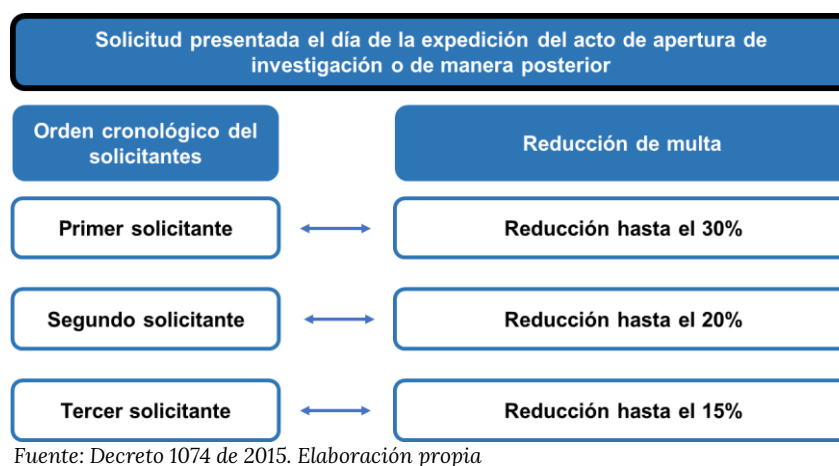 Solicitud presentada el día de la expedición del acto de apertura de
investigación o de manera posterior
Orden cronológico del
solicitantes
Reducción de multa
Primer solicitante
Reducción hasta el 30%
Segundo solicitante
Reducción hasta el 20%
Tercer solicitante
Reducción hasta el 15%
Fuente: Decreto 1074 de 2015. Elaboración propia